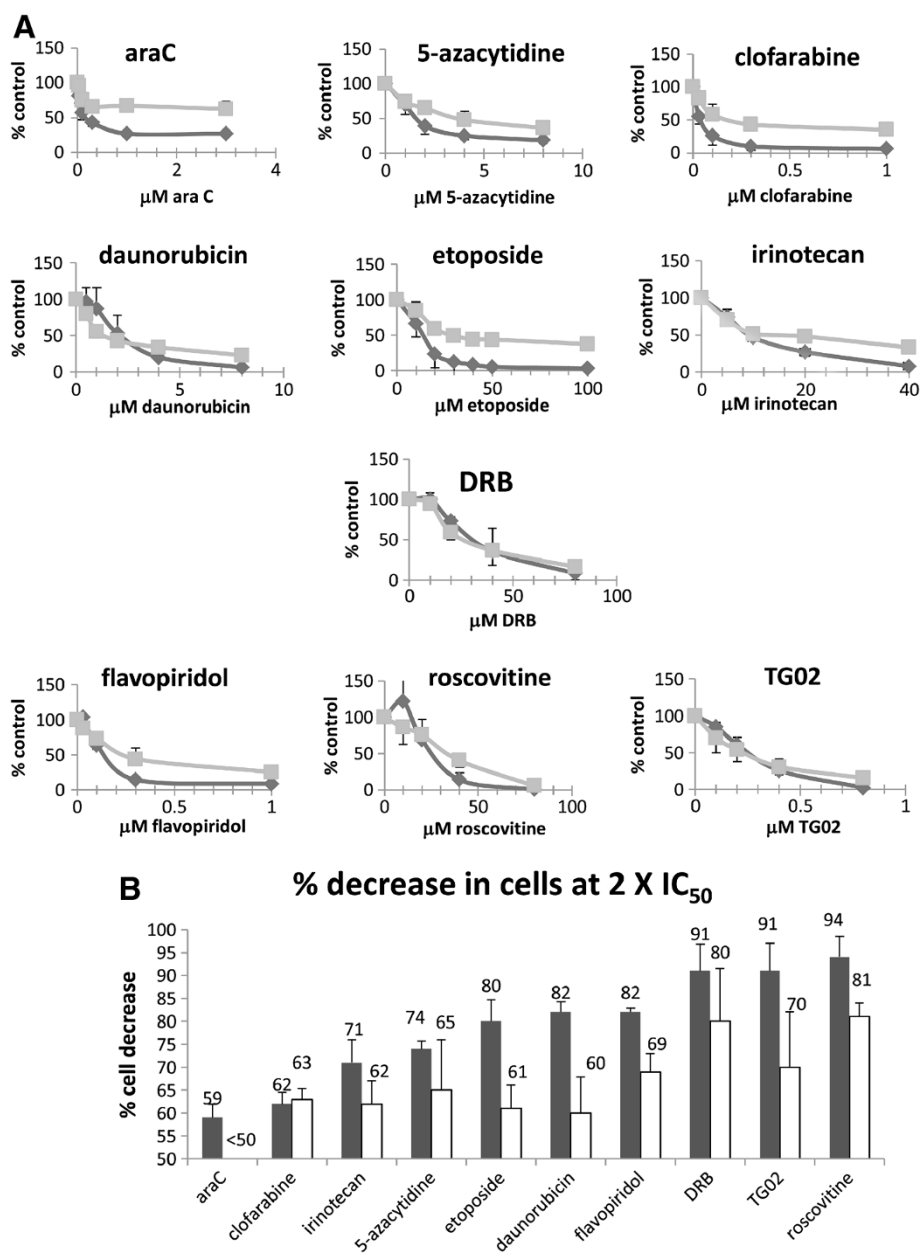 A
araC
150
100
50
0
% control
0
2
4
µM ara C
5-azacytidine
150
100
50
0
% control
0
5
10
µM 5-azacytidine
clofarabine
150
100
50
0
% control
0
0.5
1
µM clofarabine
daunorubicin
150
100
50
0
% control
0
5
10
µM daunorubicin
etoposide
150
100
50
0
% control
0
50
100
µM etoposide
irinotecan
150
100
50
0
% control
0
20
40
µM irinotecan
DRB
150
100
50
0
% control
0
50
100
µM DRB
flavopiridol
150
100
50
0
% control
0
0.5
1
µM flavopiridol
roscovitine
150
100
50
0
% control
0
50
100
µM roscovitine
TG02
150
100
50
0
% control
0
0.5
1
µM TG02
B
% decrease in cells at 2 X IC50
% cell decrease
100
95
90
85
80
75
70
65
60
55
50
59
<50
62
63
71
62
74
65
80
61
82
60
82
69
91
80
91
70
94
81
araC
clofarabine
irinotecan
5-azacytidine
etoposide
daunorubicin
flavopiridol
DRB
TG02
roscovitine